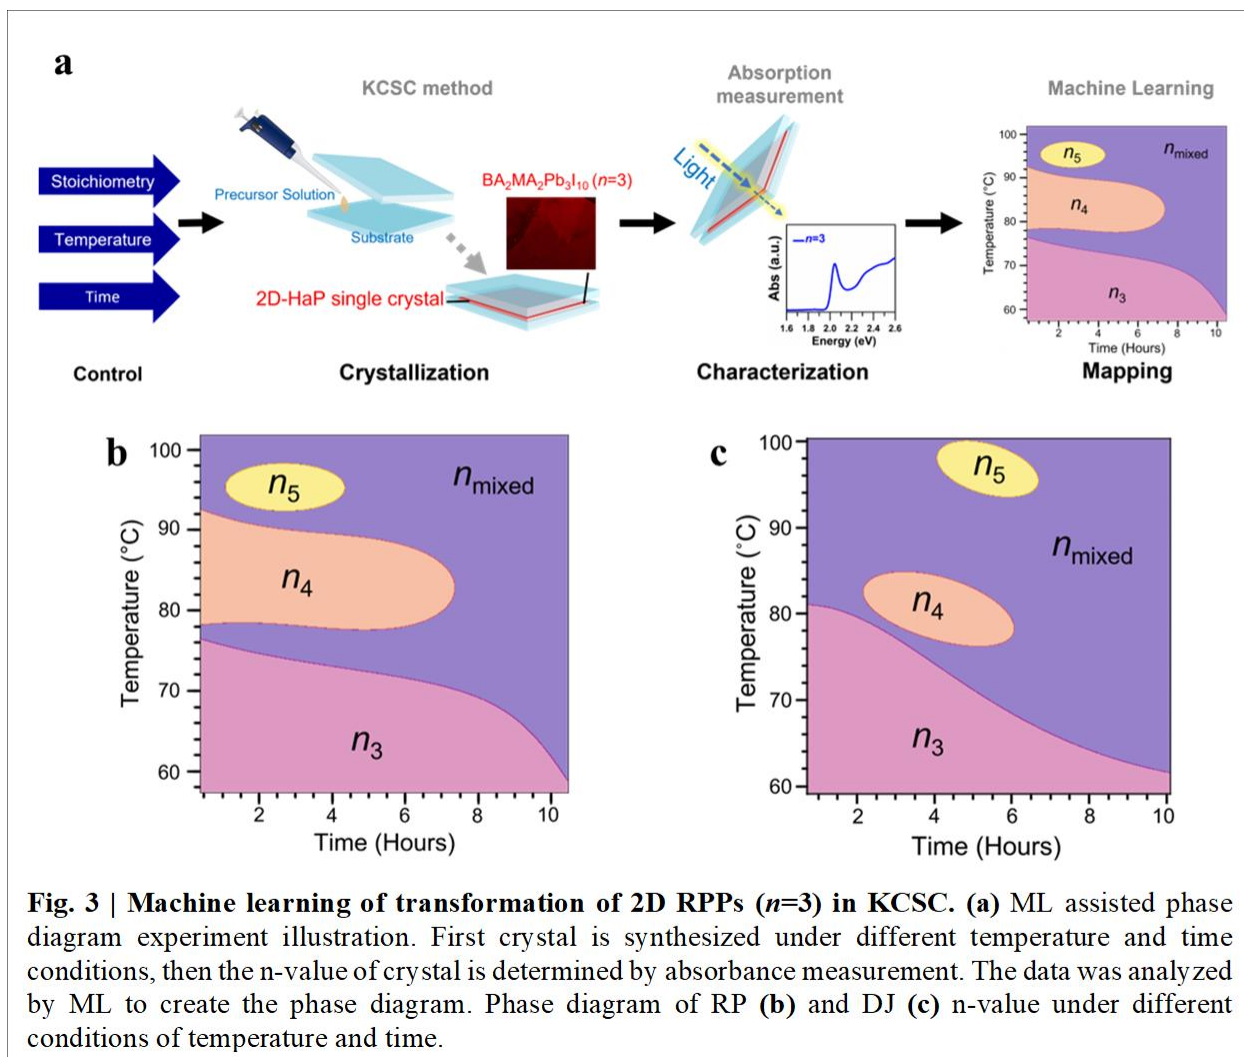 a
KCSC method
Absorption
measurement
Machine Learning
Stoichiometry
Temperature
Time
Precursor Solution
Substrate
BA2MA2Pb3I10 (n=3)
2D-HaP single crystal
Light
n=3
Abs (a.u.)
1.6 1.8 2.0 2.2 2.4 2.6
Energy (eV)
100
90
80
70
60
Temperature (°C)
n5
nmixed
n4
n3
2 4 6 8 10
Time (Hours)
Control
Crystallization
Characterization
Mapping
b
100
90
80
70
60
Temperature (°C)
n5
nmixed
n4
n3
2 4 6 8 10
Time (Hours)
c
100
90
80
70
60
Temperature (°C)
n5
nmixed
n4
n3
2 4 6 8 10
Time (Hours)
Fig. 3 | Machine learning of transformation of 2D RPPs (n=3) in KCSC. (a) ML assisted phase
diagram experiment illustration. First crystal is synthesized under different temperature and time
conditions, then the n-value of crystal is determined by absorbance measurement. The data was analyzed
by ML to create the phase diagram. Phase diagram of RP (b) and DJ (c) n-value under different
conditions of temperature and time.